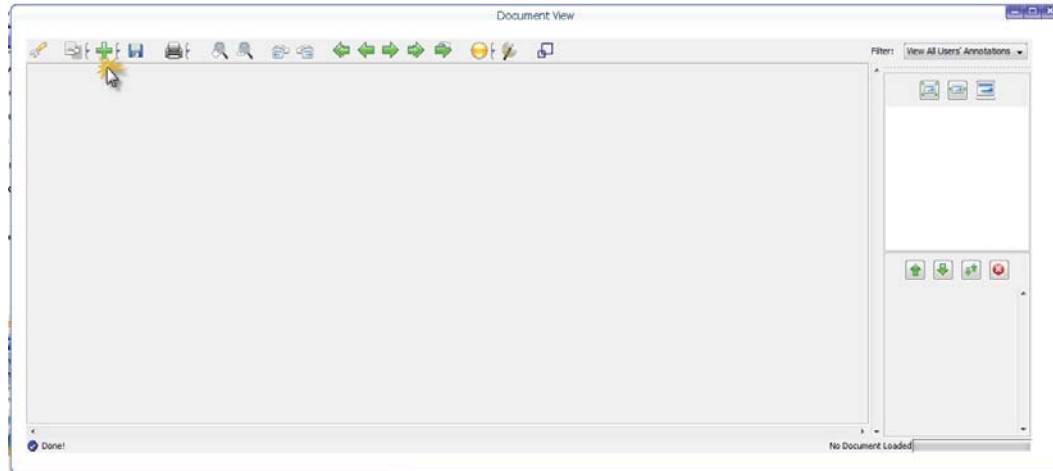 Document View
Filter: View All Users' Annotations
Done!
No Document Loaded